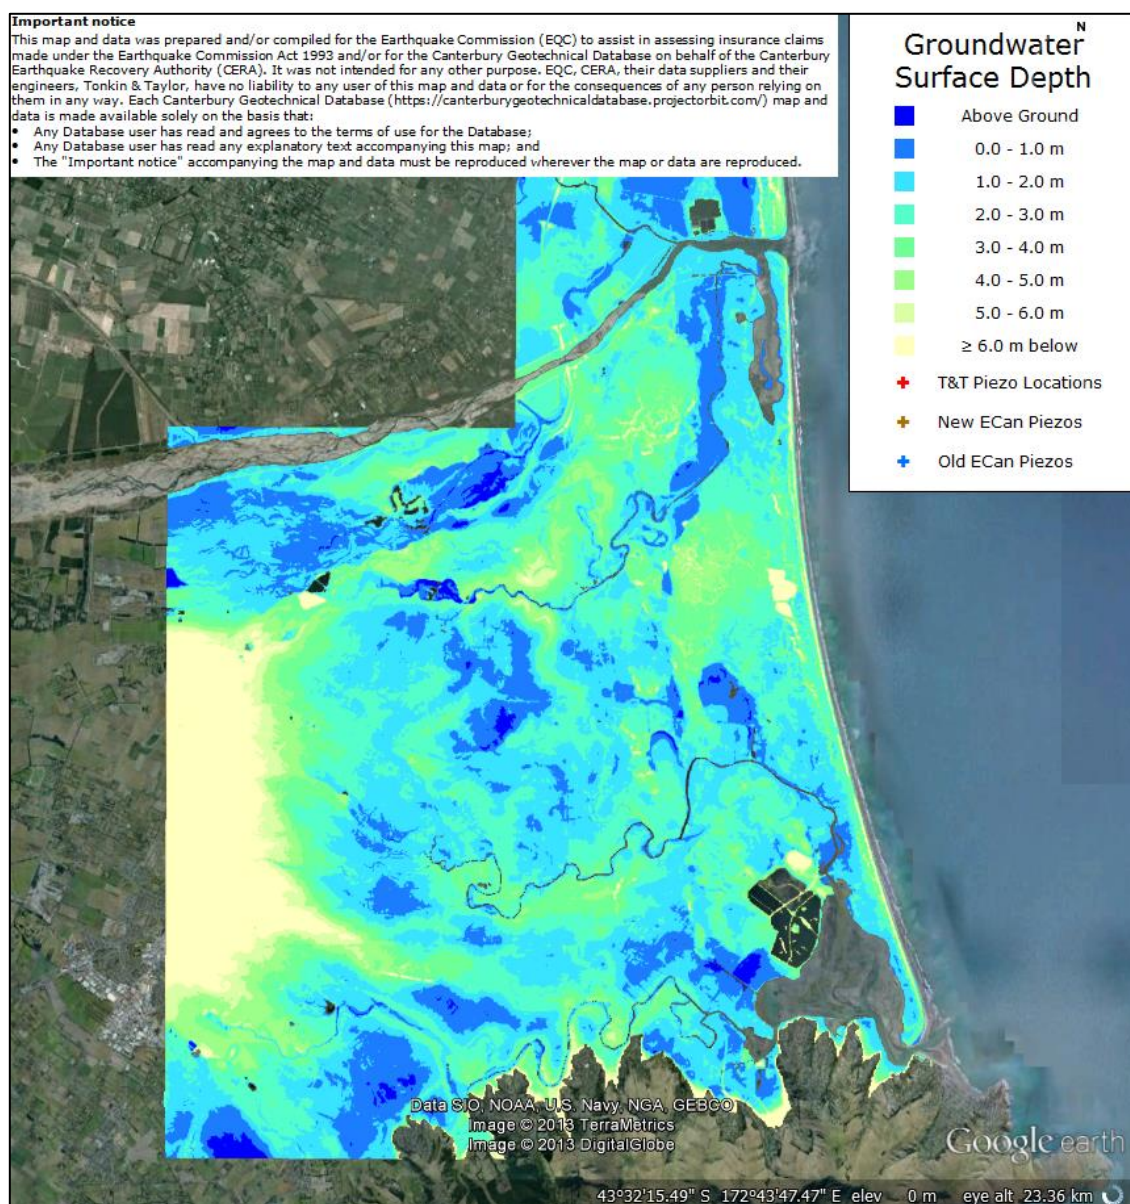 Important notice
This map and data was prepared and/or compiled for the Earthquake Commission (EQC) to assist in assessing insurance claims
made under the Earthquake Commission Act 1993 and/or for the Canterbury Geotechnical Database on behalf of the Canterbury
Earthquake Recovery Authority (CERA). It was not intended for any other purpose. EQC, CERA, their data suppliers and their
engineers, Tonkin & Taylor, have no liability to any user of this map and data or for the consequences of any person relying on
them in any way. Each Canterbury Geotechnical Database (https://canterburygeotechnicaldatabase.projectorbit.com/) map and
data is made available solely on the basis that:
• Any Database user has read and agrees to the terms of use for the Database;
• Any Database user has read any explanatory text accompanying this map; and
• The "Important notice" accompanying the map and data must be reproduced wherever the map or data are reproduced.
N
Groundwater
Surface Depth
Above Ground
0.0 - 1.0 m
1.0 - 2.0 m
2.0 - 3.0 m
3.0 - 4.0 m
4.0 - 5.0 m
5.0 - 6.0 m
≥ 6.0 m below
T&T Piezo Locations
New ECan Piezos
Old ECan Piezos
Data SIO, NOAA, U.S. Navy, NGA, GEBCO
Image © 2013 TerraMetrics
Image © 2013 DigitalGlobe
Google earth
43°32'15.49" S 172°43'47.47" E elev 0 m eye alt 23.36 km